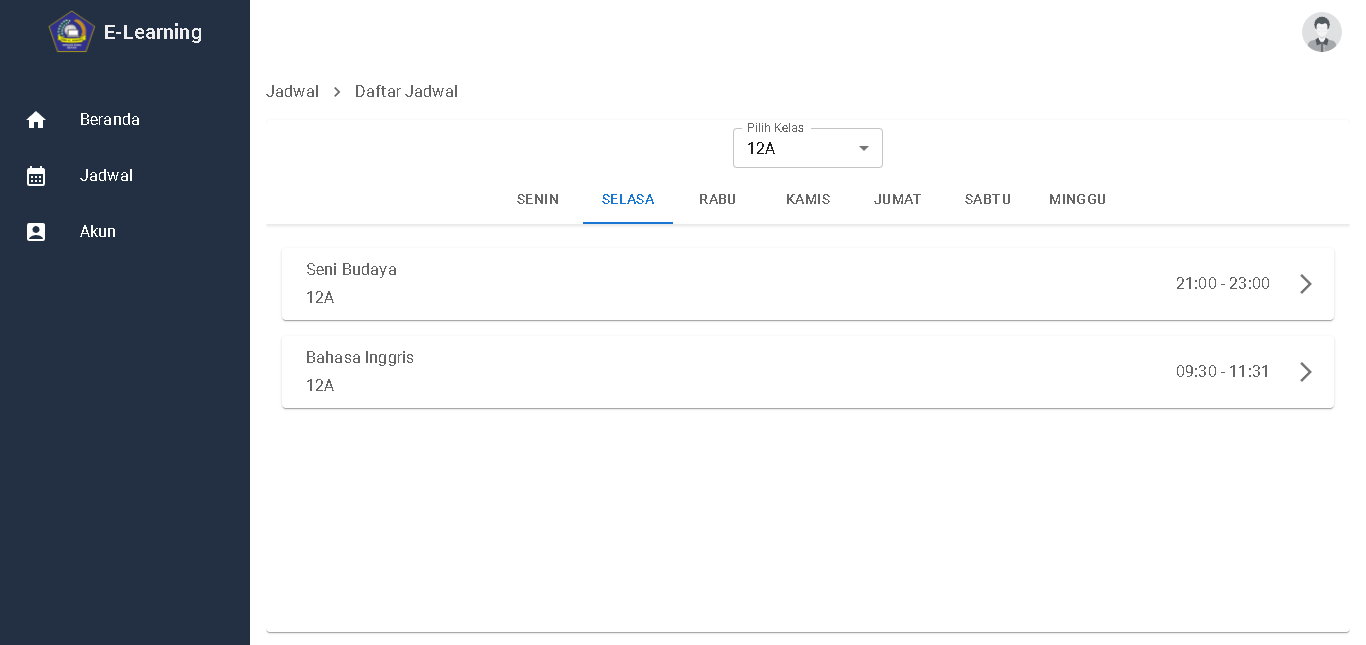 E-Learning
Beranda
Jadwal
Akun
Jadwal > Daftar Jadwal
Pilih Kelas
12A
SENIN SELASA RABU KAMIS JUMAT SABTU MINGGU
Seni Budaya
12A
21:00 - 23:00
Bahasa Inggris
12A
09:30 - 11:31